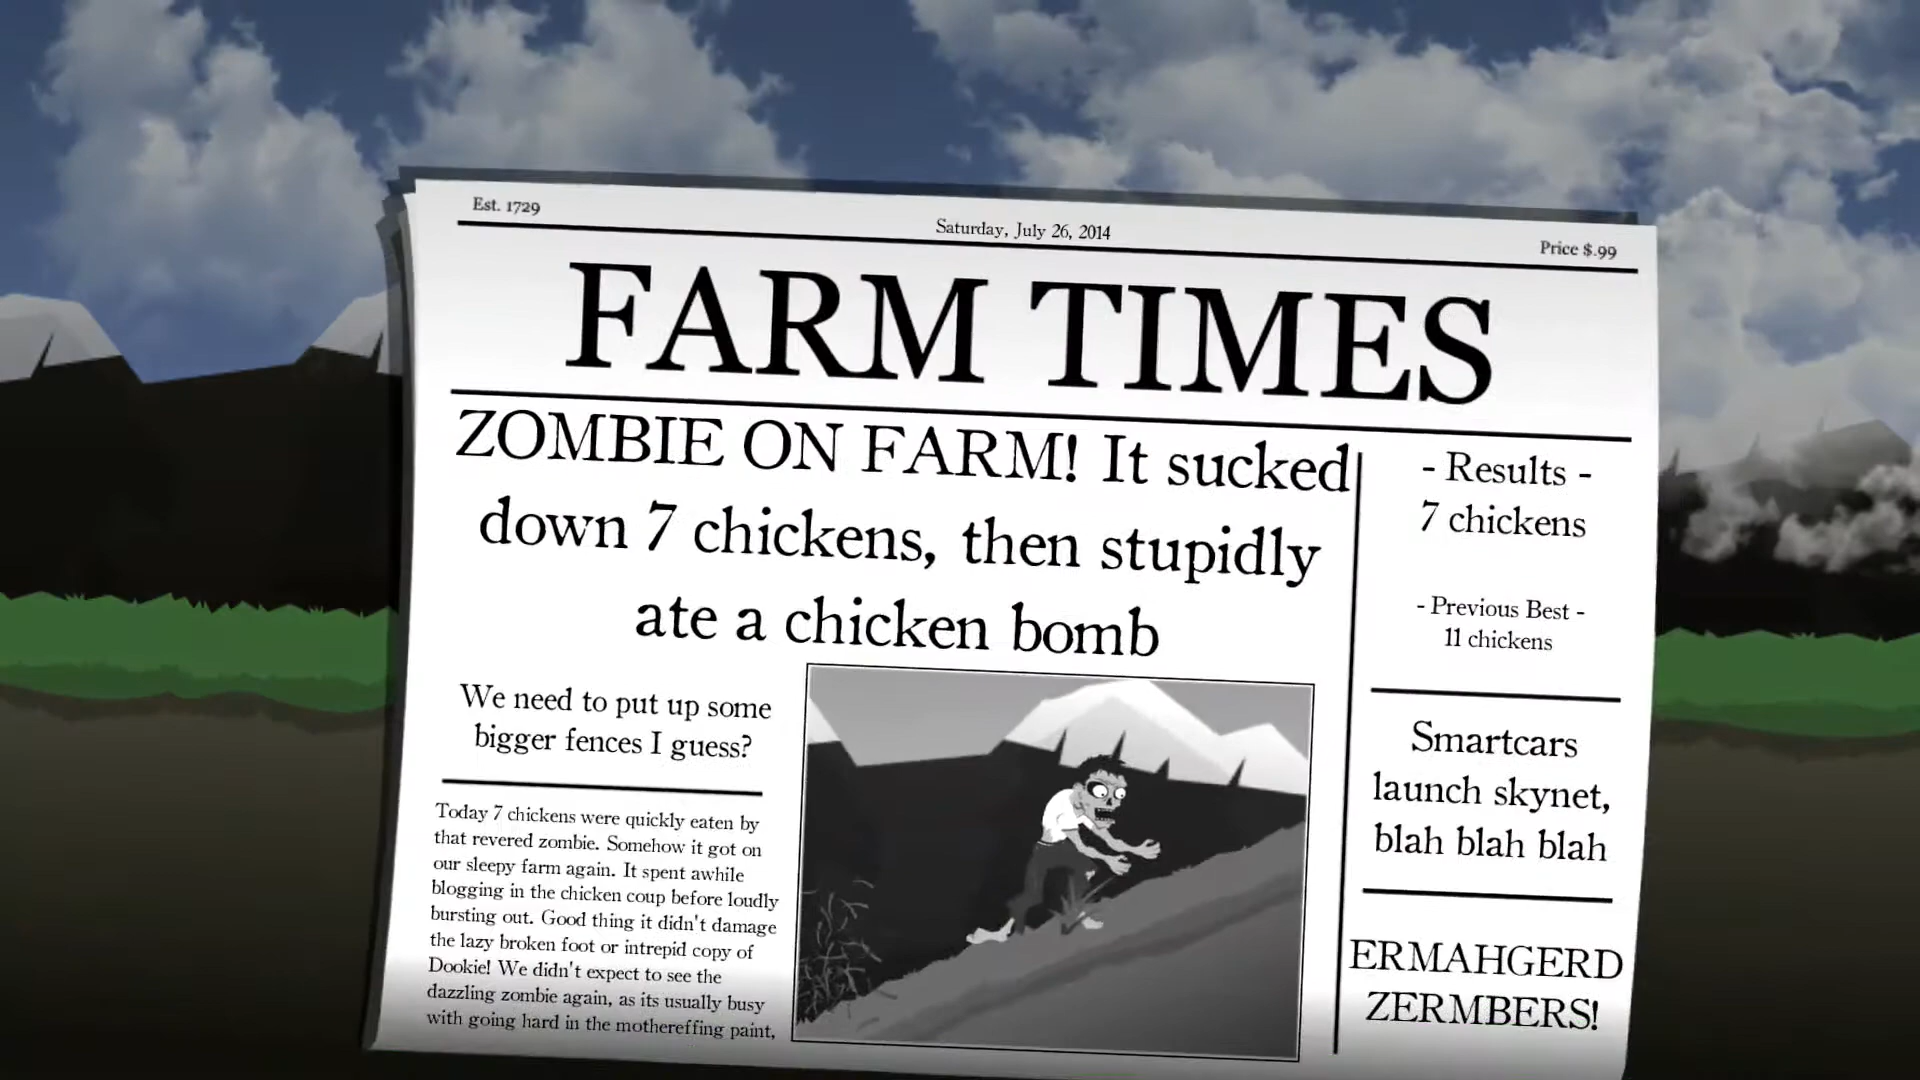 Est. 1729
Saturday, July 26, 2014
Price $.99
FARM TIMES
ZOMBIE ON FARM! It sucked
down 7 chickens, then stupidly
ate a chicken bomb
We need to put up some
bigger fences I guess?
Today 7 chickens were quickly eaten by
that revered zombie. Somehow it got on
our sleepy farm again. It spent awhile
blogging in the chicken coup before loudly
bursting out. Good thing it didn't damage
the lazy broken foot or intrepid copy of
Dookie! We didn't expect to see the
dazzling zombie again, as its usually busy
with going hard in the mothereffing paint,
- Results -
7 chickens
- Previous Best -
11 chickens
Smartcars
launch skynet,
blah blah blah
ERMAHGERD
ZERMBERS!